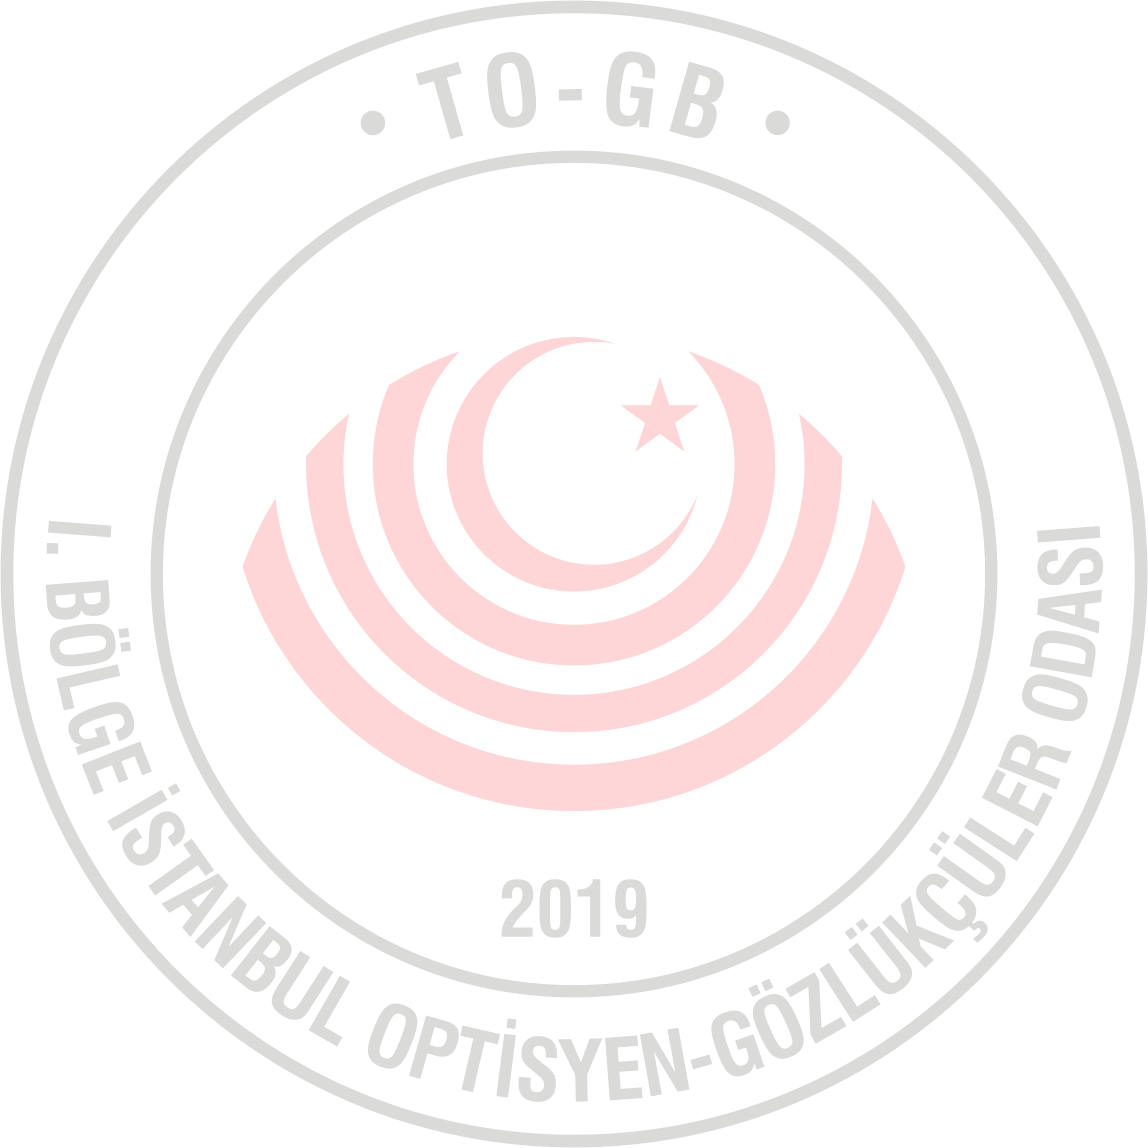 • TO-GB •
I. BÖLGE İSTANBUL OPTİSYEN-GÖZLÜKÇÜLER ODASI
2019